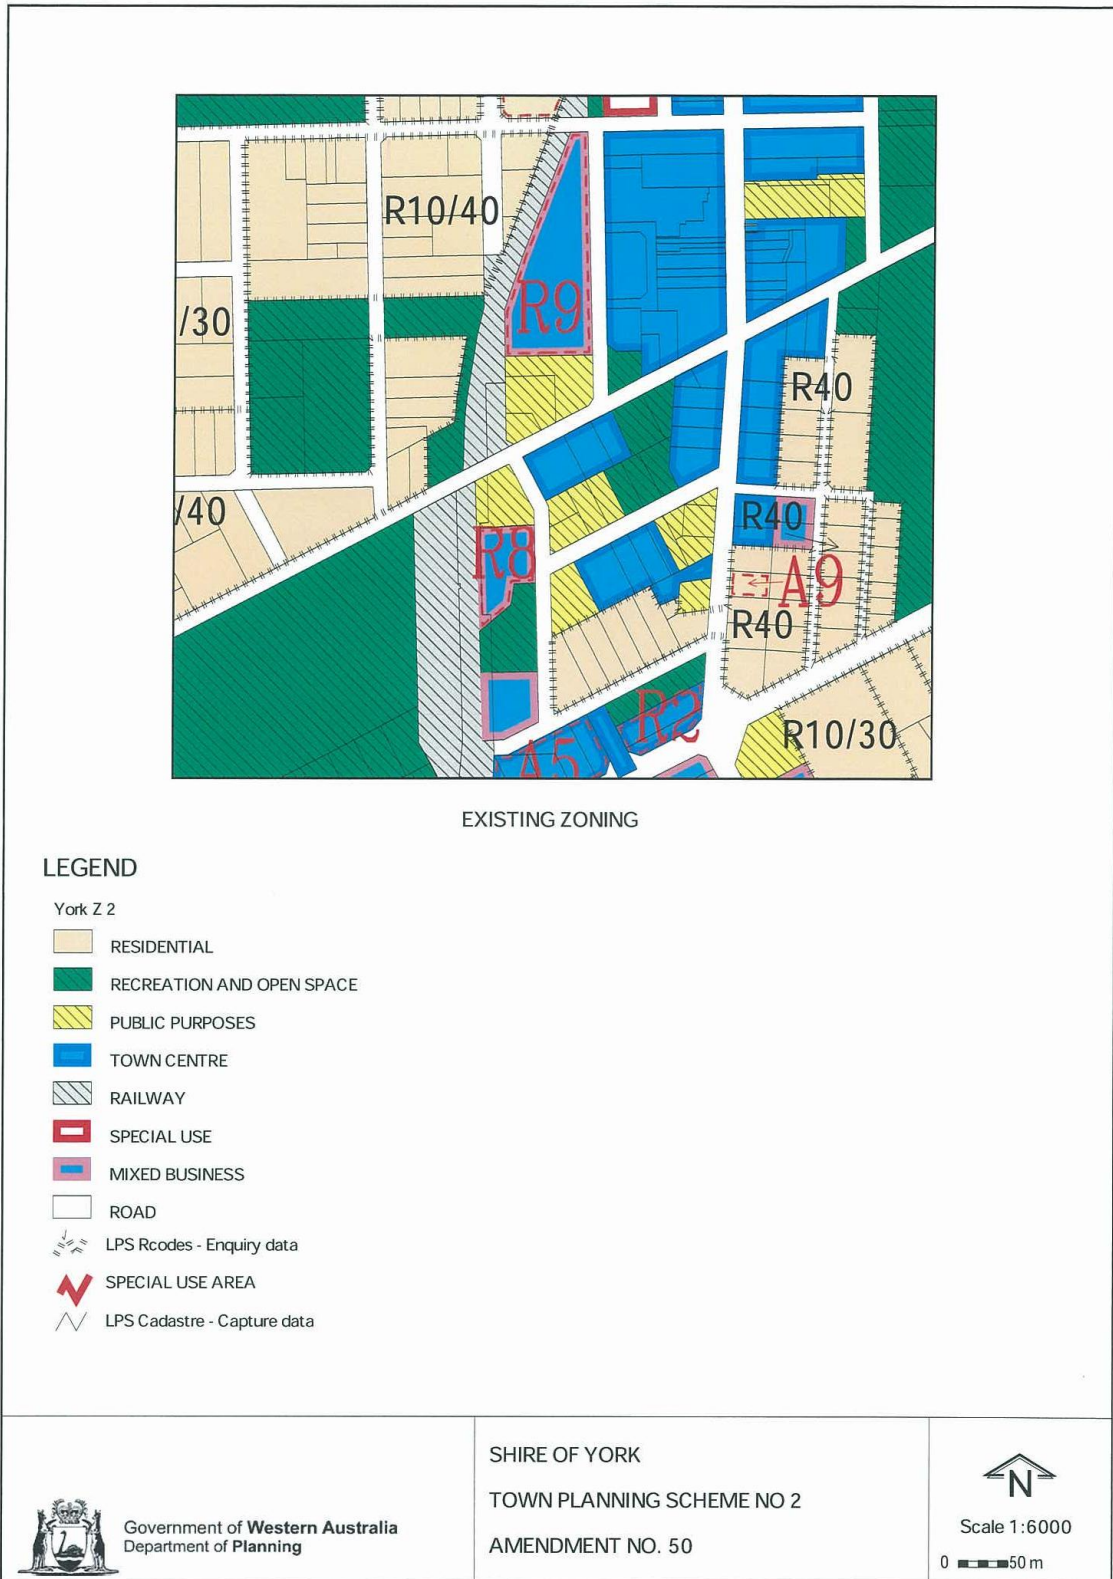 R10/40
R9
/30
R40
/40
R40
R8
A9
R40
R2
R10/30
A5
EXISTING ZONING
LEGEND
York Z 2
RESIDENTIAL
RECREATION AND OPEN SPACE
PUBLIC PURPOSES
TOWN CENTRE
RAILWAY
SPECIAL USE
MIXED BUSINESS
ROAD
LPS Rcodes - Enquiry data
SPECIAL USE AREA
LPS Cadastre - Capture data
Government of Western Australia
Department of Planning
SHIRE OF YORK
TOWN PLANNING SCHEME NO 2
AMENDMENT NO. 50
N
Scale 1:6000
0 50 m